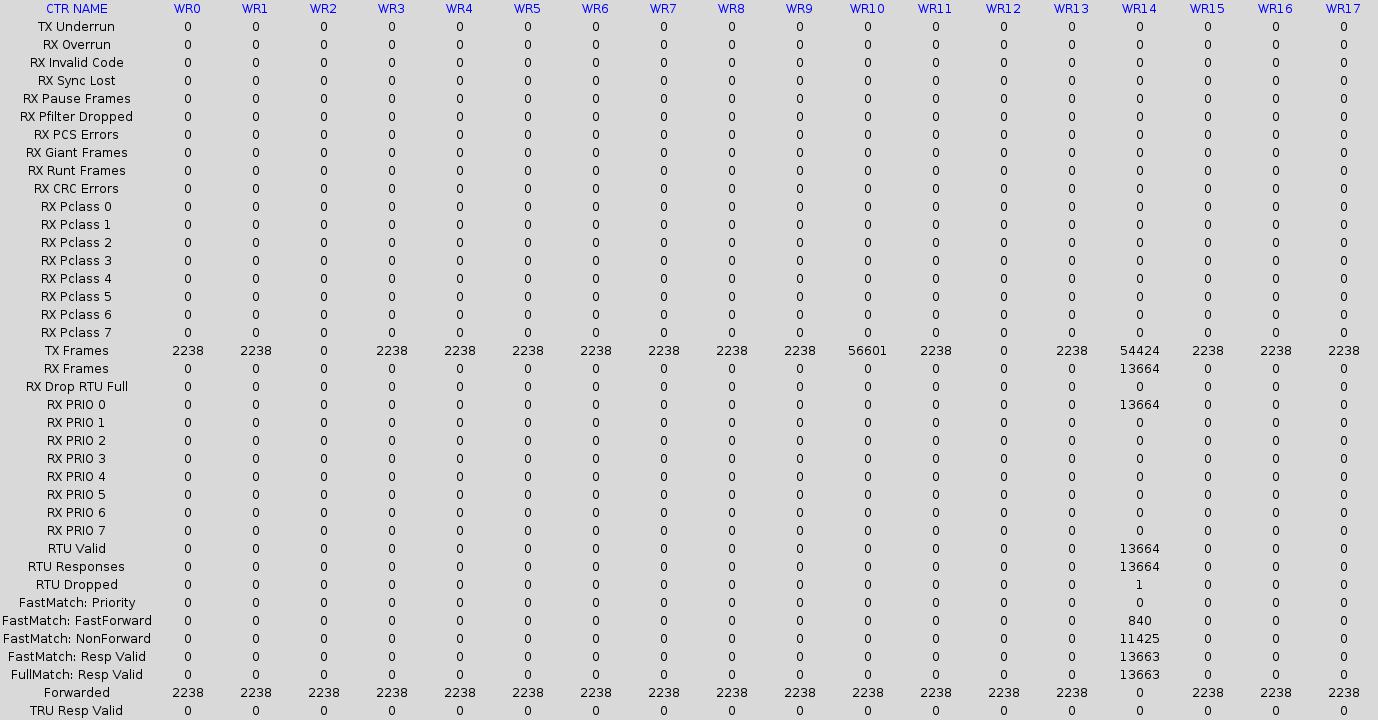 CTR NAME WR0 WR1 WR2 WR3 WR4 WR5 WR6 WR7 WR8 WR9 WR10 WR11 WR12 WR13 WR14 WR15 WR16 WR17
TX Underrun 0 0 0 0 0 0 0 0 0 0 0 0 0 0 0 0 0 0
RX Overrun 0 0 0 0 0 0 0 0 0 0 0 0 0 0 0 0 0 0
RX Invalid Code 0 0 0 0 0 0 0 0 0 0 0 0 0 0 0 0 0 0
RX Sync Lost 0 0 0 0 0 0 0 0 0 0 0 0 0 0 0 0 0 0
RX Pause Frames 0 0 0 0 0 0 0 0 0 0 0 0 0 0 0 0 0 0
RX Pfilter Dropped 0 0 0 0 0 0 0 0 0 0 0 0 0 0 0 0 0 0
RX PCS Errors 0 0 0 0 0 0 0 0 0 0 0 0 0 0 0 0 0 0
RX Giant Frames 0 0 0 0 0 0 0 0 0 0 0 0 0 0 0 0 0 0
RX Runt Frames 0 0 0 0 0 0 0 0 0 0 0 0 0 0 0 0 0 0
RX CRC Errors 0 0 0 0 0 0 0 0 0 0 0 0 0 0 0 0 0 0
RX Pclass 0 0 0 0 0 0 0 0 0 0 0 0 0 0 0 0 0 0 0
RX Pclass 1 0 0 0 0 0 0 0 0 0 0 0 0 0 0 0 0 0 0
RX Pclass 2 0 0 0 0 0 0 0 0 0 0 0 0 0 0 0 0 0 0
RX Pclass 3 0 0 0 0 0 0 0 0 0 0 0 0 0 0 0 0 0 0
RX Pclass 4 0 0 0 0 0 0 0 0 0 0 0 0 0 0 0 0 0 0
RX Pclass 5 0 0 0 0 0 0 0 0 0 0 0 0 0 0 0 0 0 0
RX Pclass 6 0 0 0 0 0 0 0 0 0 0 0 0 0 0 0 0 0 0
RX Pclass 7 0 0 0 0 0 0 0 0 0 0 0 0 0 0 0 0 0 0
TX Frames 2238 2238 0 2238 2238 2238 2238 2238 2238 2238 56601 2238 0 2238 54424 2238 2238 2238
RX Frames 0 0 0 0 0 0 0 0 0 0 0 0 0 0 13664 0 0 0
RX Drop RTU Full 0 0 0 0 0 0 0 0 0 0 0 0 0 0 0 0 0 0
RX PRIO 0 0 0 0 0 0 0 0 0 0 0 0 0 0 0 13664 0 0 0
RX PRIO 1 0 0 0 0 0 0 0 0 0 0 0 0 0 0 0 0 0 0
RX PRIO 2 0 0 0 0 0 0 0 0 0 0 0 0 0 0 0 0 0 0
RX PRIO 3 0 0 0 0 0 0 0 0 0 0 0 0 0 0 0 0 0 0
RX PRIO 4 0 0 0 0 0 0 0 0 0 0 0 0 0 0 0 0 0 0
RX PRIO 5 0 0 0 0 0 0 0 0 0 0 0 0 0 0 0 0 0 0
RX PRIO 6 0 0 0 0 0 0 0 0 0 0 0 0 0 0 0 0 0 0
RX PRIO 7 0 0 0 0 0 0 0 0 0 0 0 0 0 0 0 0 0 0
RTU Valid 0 0 0 0 0 0 0 0 0 0 0 0 0 0 13664 0 0 0
RTU Responses 0 0 0 0 0 0 0 0 0 0 0 0 0 0 13664 0 0 0
RTU Dropped 0 0 0 0 0 0 0 0 0 0 0 0 0 0 1 0 0 0
FastMatch: Priority 0 0 0 0 0 0 0 0 0 0 0 0 0 0 0 0 0 0
FastMatch: FastForward 0 0 0 0 0 0 0 0 0 0 0 0 0 0 840 0 0 0
FastMatch: NonForward 0 0 0 0 0 0 0 0 0 0 0 0 0 0 11425 0 0 0
FastMatch: Resp Valid 0 0 0 0 0 0 0 0 0 0 0 0 0 0 13663 0 0 0
FullMatch: Resp Valid 0 0 0 0 0 0 0 0 0 0 0 0 0 0 13663 0 0 0
Forwarded 2238 2238 2238 2238 2238 2238 2238 2238 2238 2238 2238 2238 2238 2238 0 2238 2238 2238
TRU Resp Valid 0 0 0 0 0 0 0 0 0 0 0 0 0 0 0 0 0 0